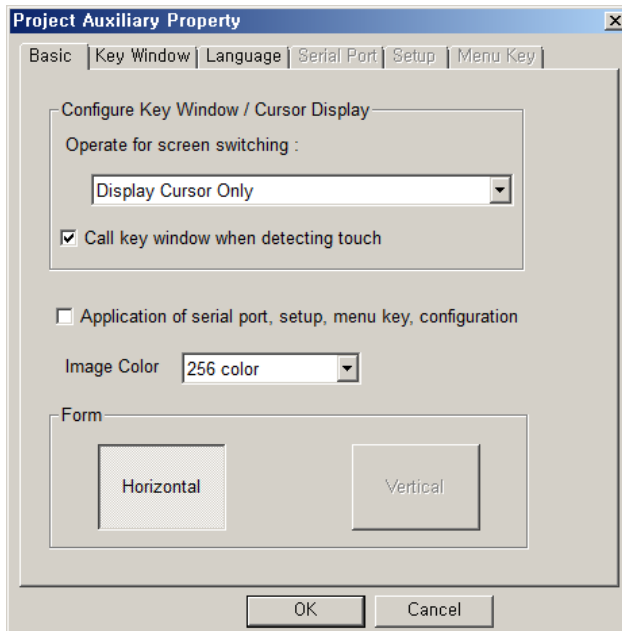 Project Auxiliary Property
Basic Key Window Language Serial Port Setup Menu Key
Configure Key Window / Cursor Display
Operate for screen switching :
Display Cursor Only
Call key window when detecting touch
Application of serial port, setup, menu key, configuration
Image Color 256 color
Form
Horizontal Vertical
OK Cancel